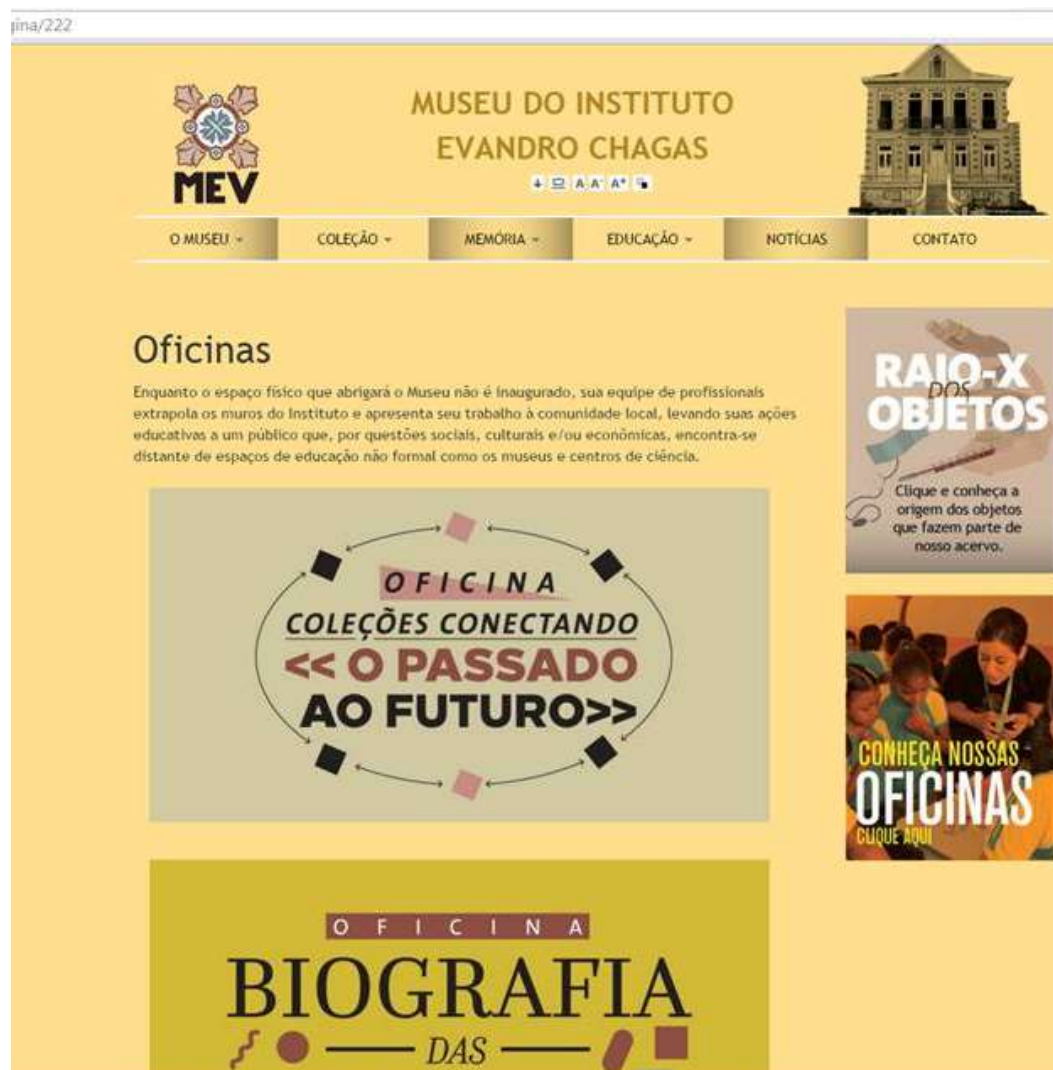 gina/222
MEV
MUSEU DO INSTITUTO
EVANDRO CHAGAS
A A- A+
O MUSEU
COLEÇÃO
MEMÓRIA
EDUCAÇÃO
NOTÍCIAS
CONTATO
Oficinas
Enquanto o espaço físico que abrigará o Museu não é inaugurado, sua equipe de profissionais
extrapola os muros do Instituto e apresenta seu trabalho à comunidade local, levando suas ações
educativas a um público que, por questões sociais, culturais e/ou econômicas, encontra-se
distante de espaços de educação não formal como os museus e centros de ciência.
OFICINA
COLEÇÕES CONECTANDO
<< O PASSADO
AO FUTURO>>
OFICINA
BIOGRAFIA
DAS
RAIO-X
DOS
OBJETOS
Clique e conheça a
origem dos objetos
que fazem parte de
nosso acervo.
CONHEÇA NOSSAS
OFICINAS
CLIQUE AQUI